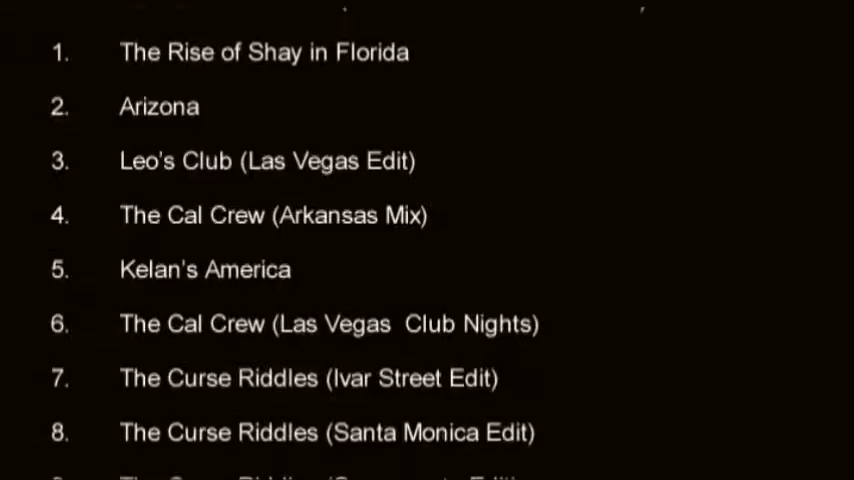 1. The Rise of Shay in Florida
2. Arizona
3. Leo's Club (Las Vegas Edit)
4. The Cal Crew (Arkansas Mix)
5. Kelan's America
6. The Cal Crew (Las Vegas  Club Nights)
7. The Curse Riddles (Ivar Street Edit)
8. The Curse Riddles (Santa Monica Edit)